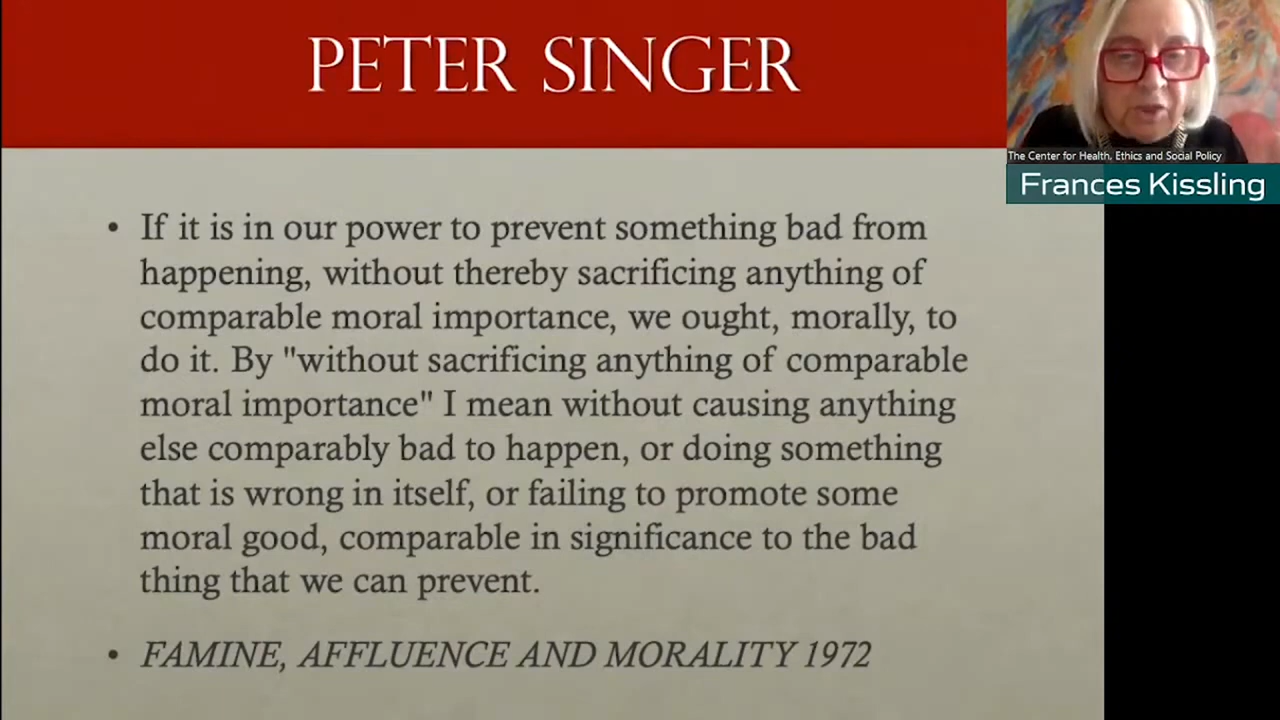 PETER SINGER
The Center for Health, Ethics and Social Policy
Frances Kissling
• If it is in our power to prevent something bad from
happening, without thereby sacrificing anything of
comparable moral importance, we ought, morally, to
do it. By "without sacrificing anything of comparable
moral importance" I mean without causing anything
else comparably bad to happen, or doing something
that is wrong in itself, or failing to promote some
moral good, comparable in significance to the bad
thing that we can prevent.
• FAMINE, AFFLUENCE AND MORALITY 1972